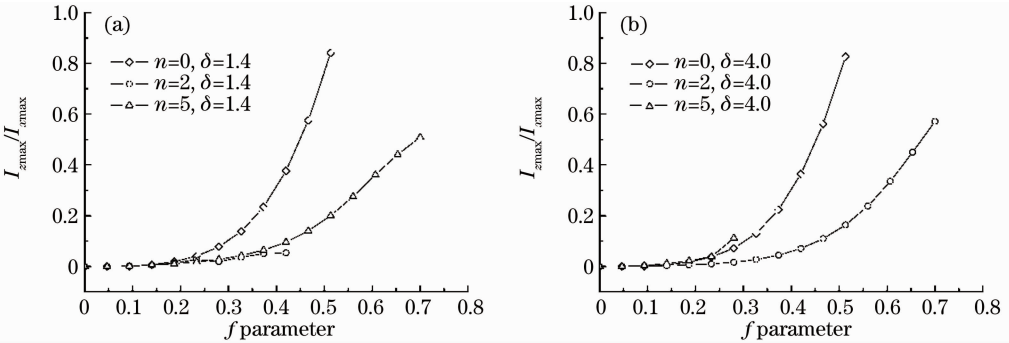 (a)
n=0, δ=1.4
n=2, δ=1.4
n=5, δ=1.4
I_zmax/I_xmax
1.0
0.8
0.6
0.4
0.2
0
0 0.1 0.2 0.3 0.4 0.5 0.6 0.7 0.8
f parameter
(b)
n=0, δ=4.0
n=2, δ=4.0
n=5, δ=4.0
I_zmax/I_xmax
1.0
0.8
0.6
0.4
0.2
0
0 0.1 0.2 0.3 0.4 0.5 0.6 0.7 0.8
f parameter